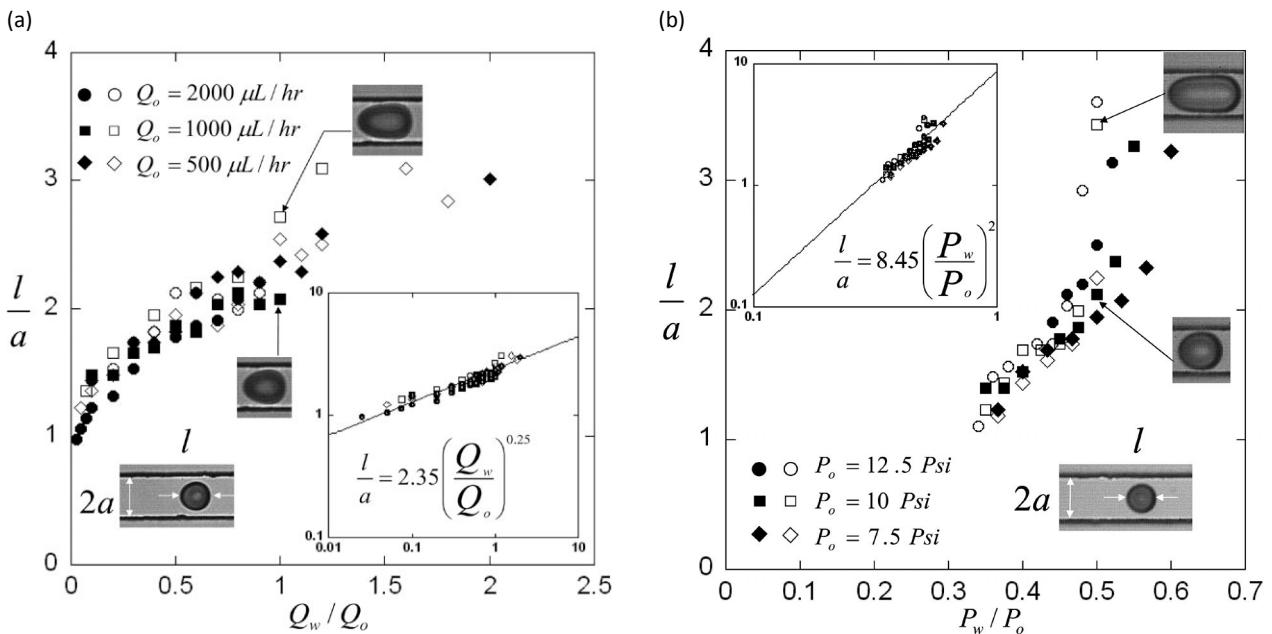 (a)
4
3
2
1
0
l/a
● ○ Q_o = 2000 μL/hr
■ □ Q_o = 1000 μL/hr
◆ ◇ Q_o = 500 μL/hr
l
2a
10
1
0.1
l/a = 2.35 (Q_w/Q_o)^0.25
0.01 0.1 1 10
0 0.5 1 1.5 2 2.5
Q_w/Q_o
(b)
4
3
2
1
0
l/a
10
1
0.1
l/a = 8.45 (P_w/P_o)^2
0.1 1
l
2a
● ○ P_o = 12.5 Psi
■ □ P_o = 10 Psi
◆ ◇ P_o = 7.5 Psi
0 0.1 0.2 0.3 0.4 0.5 0.6 0.7
P_w/P_o